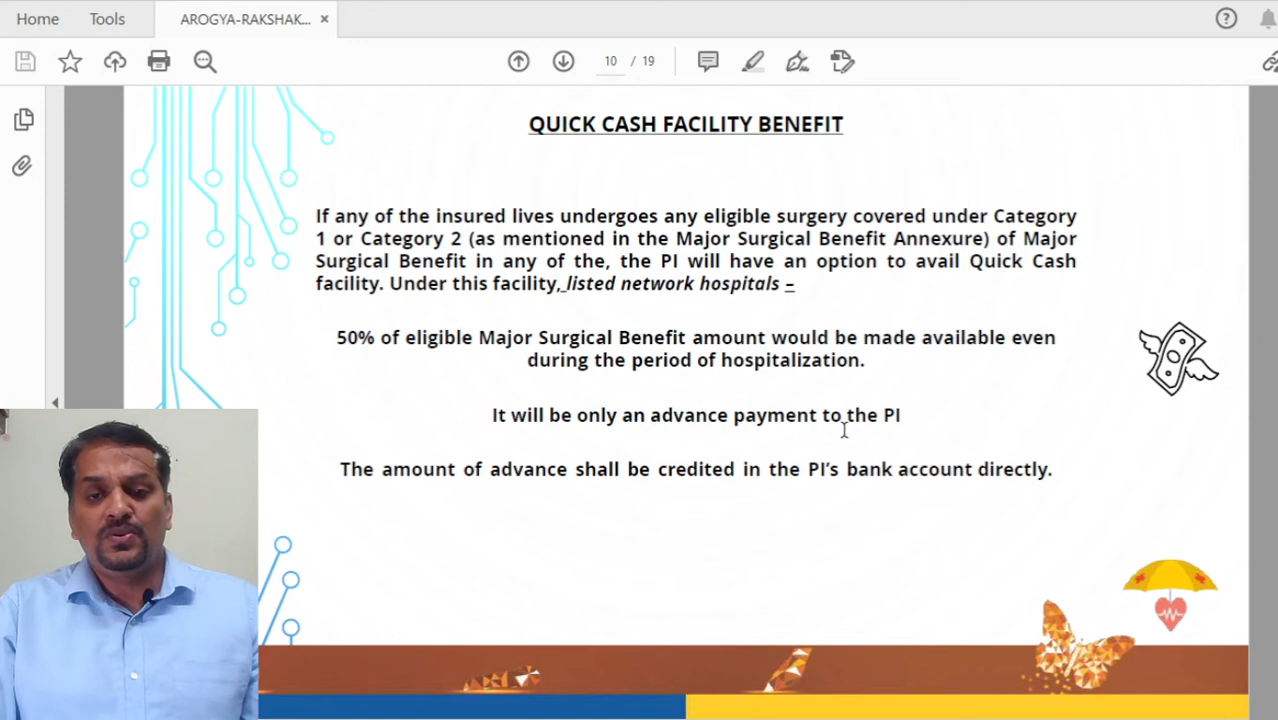 Home Tools AROGYA-RAKSHAK... ×
10 / 19
QUICK CASH FACILITY BENEFIT
If any of the insured lives undergoes any eligible surgery covered under Category
1 or Category 2 (as mentioned in the Major Surgical Benefit Annexure) of Major
Surgical Benefit in any of the, the PI will have an option to avail Quick Cash
facility. Under this facility, listed network hospitals –
50% of eligible Major Surgical Benefit amount would be made available even
during the period of hospitalization.
It will be only an advance payment to the PI
The amount of advance shall be credited in the PI's bank account directly.